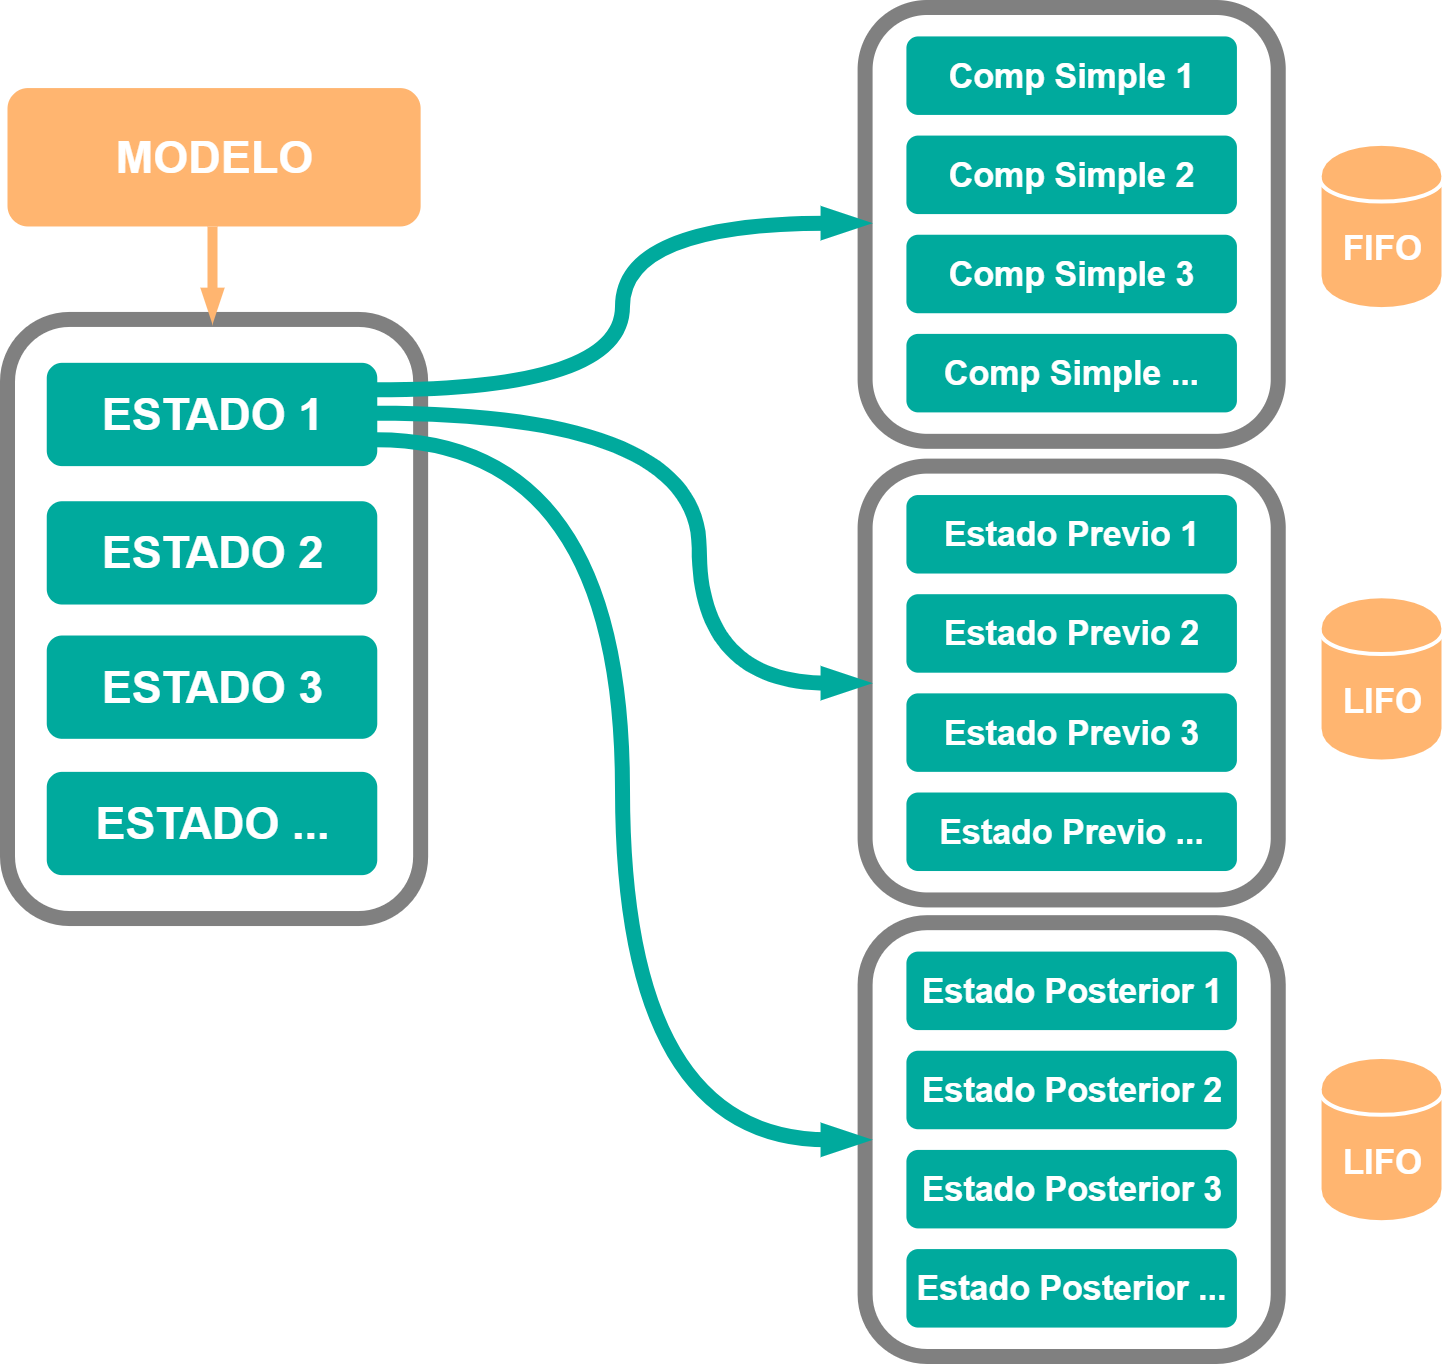 MODELO
ESTADO 1
ESTADO 2
ESTADO 3
ESTADO ...
Comp Simple 1
Comp Simple 2
Comp Simple 3
Comp Simple ...
FIFO
Estado Previo 1
Estado Previo 2
Estado Previo 3
Estado Previo ...
LIFO
Estado Posterior 1
Estado Posterior 2
Estado Posterior 3
Estado Posterior ...
LIFO